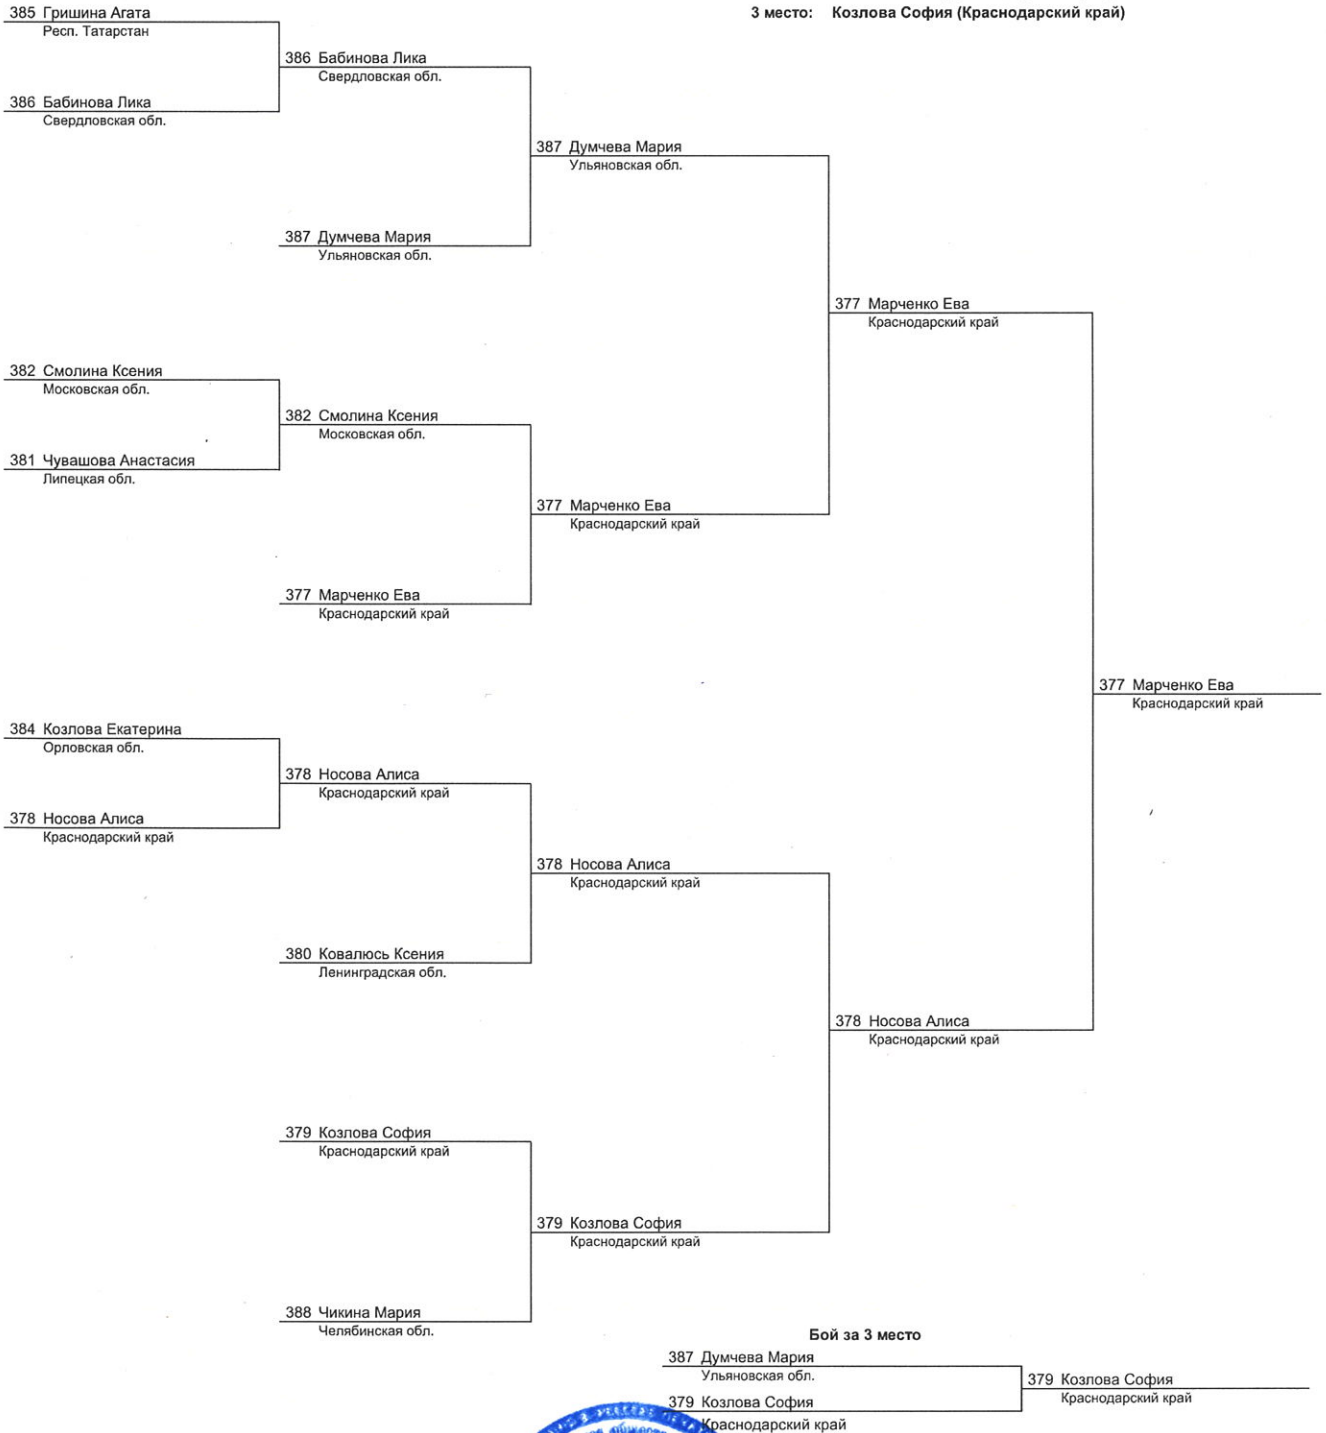 385 Гришина Агата
Респ. Татарстан
3 место: Козлова София (Краснодарский край)
386 Бабинова Лика
Свердловская обл.
386 Бабинова Лика
Свердловская обл.
387 Думчева Мария
Ульяновская обл.
387 Думчева Мария
Ульяновская обл.
377 Марченко Ева
Краснодарский край
382 Смолина Ксения
Московская обл.
382 Смолина Ксения
Московская обл.
381 Чувашова Анастасия
Липецкая обл.
377 Марченко Ева
Краснодарский край
377 Марченко Ева
Краснодарский край
377 Марченко Ева
Краснодарский край
384 Козлова Екатерина
Орловская обл.
378 Носова Алиса
Краснодарский край
378 Носова Алиса
Краснодарский край
378 Носова Алиса
Краснодарский край
380 Ковалюсь Ксения
Ленинградская обл.
378 Носова Алиса
Краснодарский край
379 Козлова София
Краснодарский край
379 Козлова София
Краснодарский край
388 Чикина Мария
Челябинская обл.
Бой за 3 место
387 Думчева Мария
Ульяновская обл.
379 Козлова София
Краснодарский край
379 Козлова София
Краснодарский край